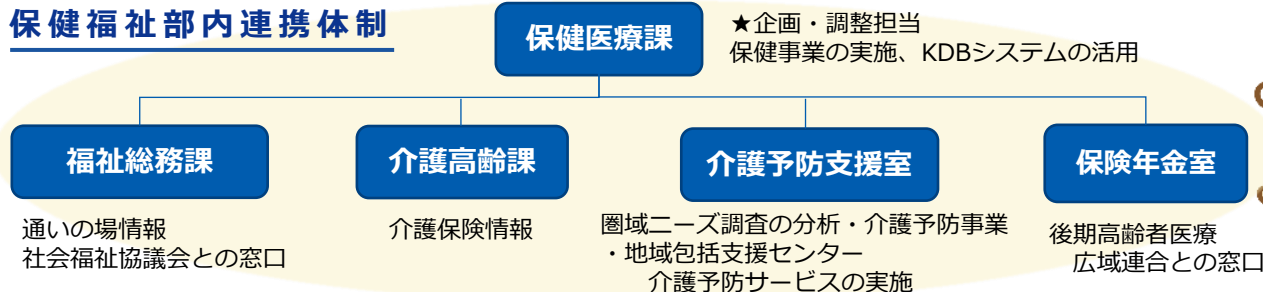 保健福祉部内連携体制
保健医療課
★企画・調整担当
保健事業の実施、KDBシステムの活用
福祉総務課
介護高齢課
介護予防支援室
保険年金室
通いの場情報
社会福祉協議会との窓口
介護保険情報
圏域ニーズ調査の分析・介護予防事業
・地域包括支援センター
介護予防サービスの実施
後期高齢者医療
広域連合との窓口